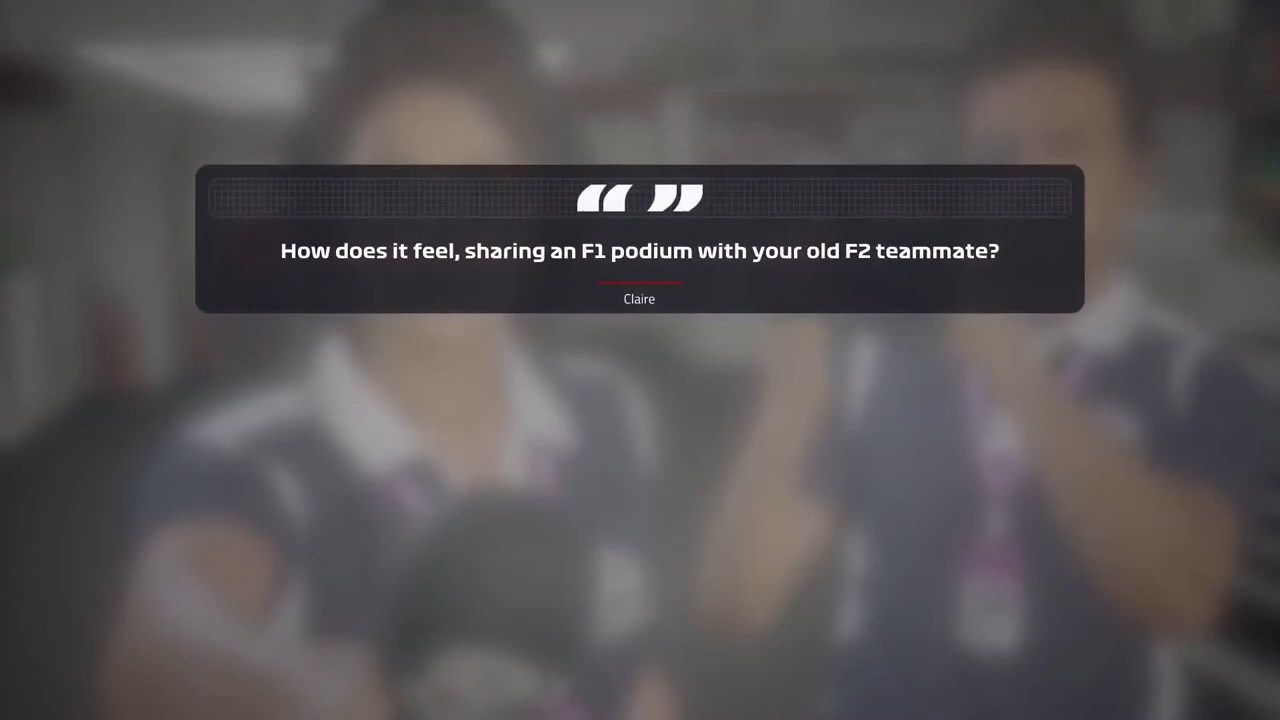 How does it feel, sharing an F1 podium with your old F2 teammate?
Claire